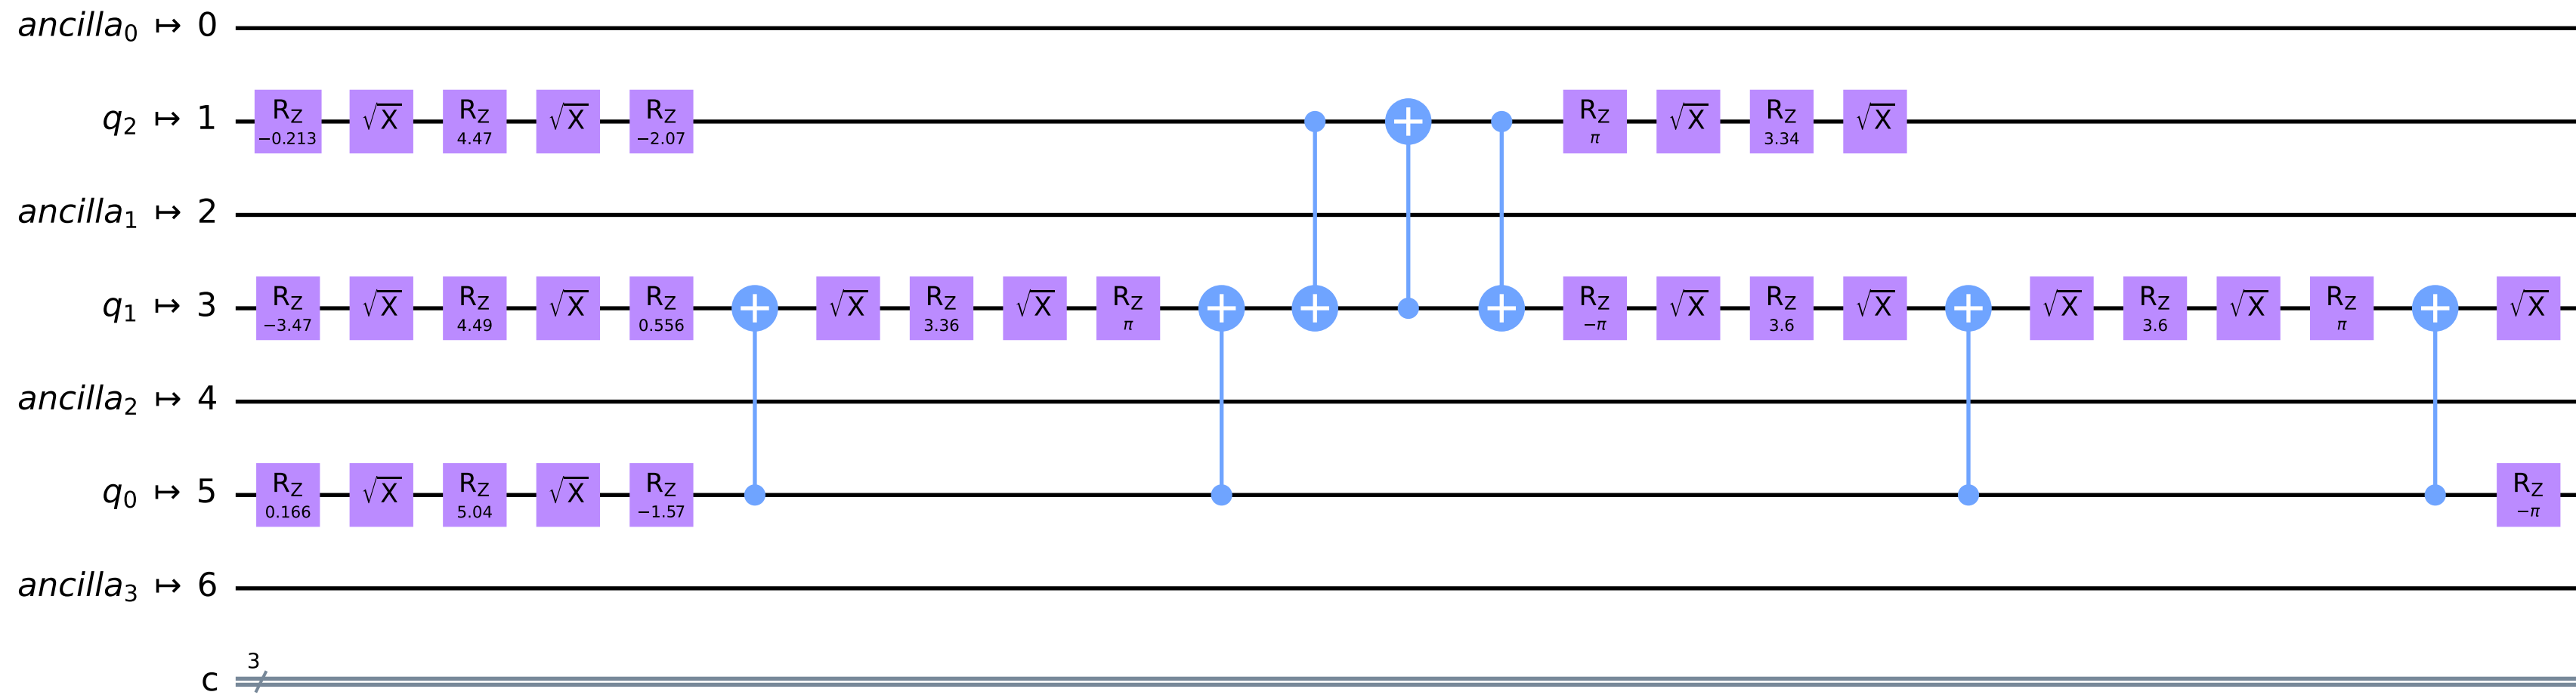 ancilla0 ↦ 0
q2 ↦ 1 RZ −0.213 √X RZ 4.47 √X RZ −2.07 RZ π √X RZ 3.34 √X
ancilla1 ↦ 2
q1 ↦ 3 RZ −3.47 √X RZ 4.49 √X RZ 0.556 √X RZ 3.36 √X RZ π RZ −π √X RZ 3.6 √X √X RZ 3.6 √X RZ π √X
ancilla2 ↦ 4
q0 ↦ 5 RZ 0.166 √X RZ 5.04 √X RZ −1.57 RZ −π
ancilla3 ↦ 6
c 3